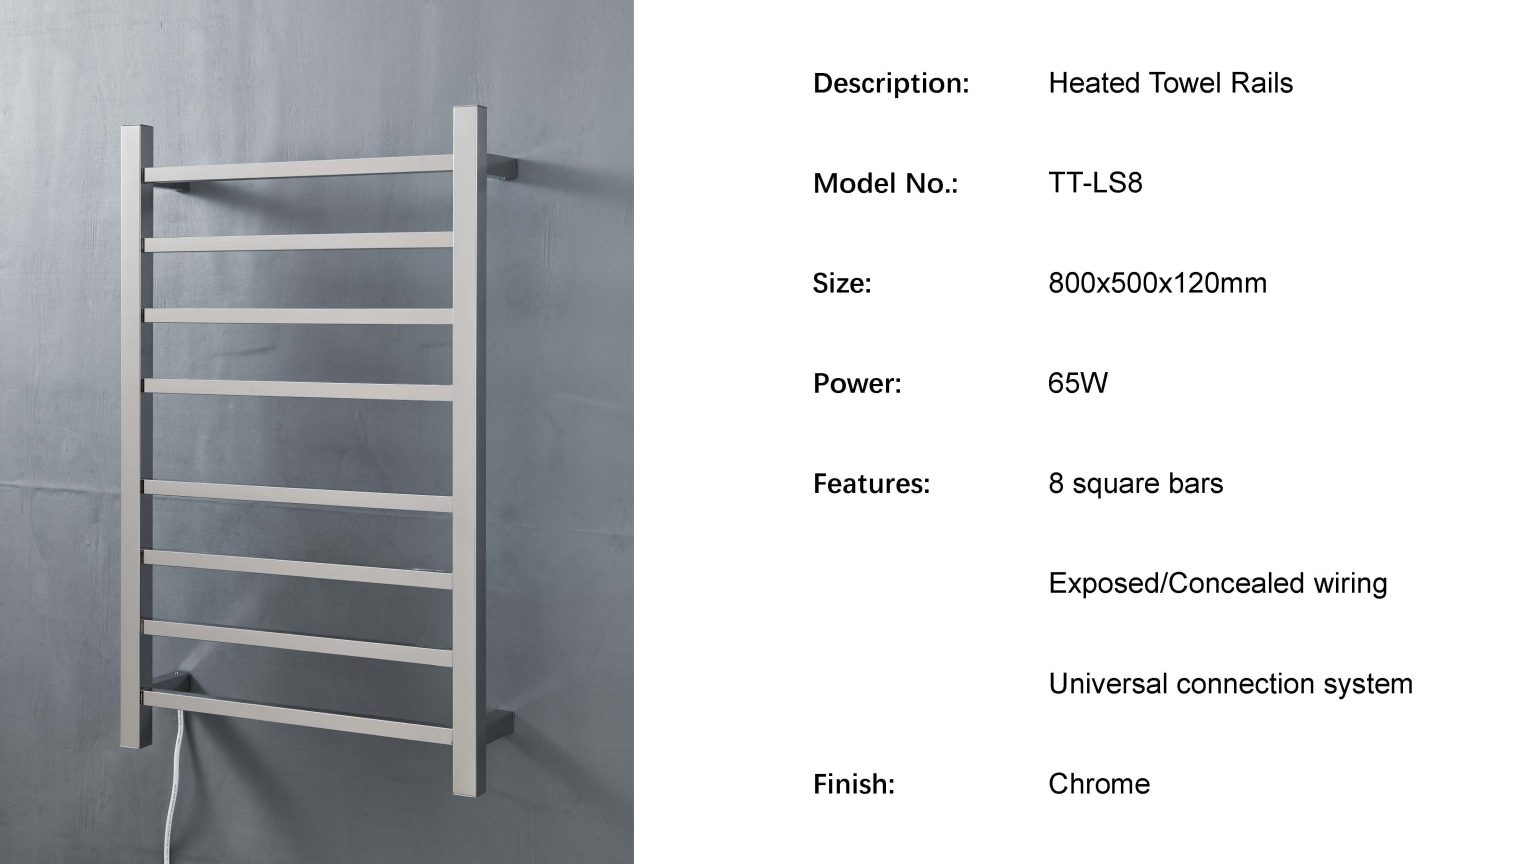 Description: Heated Towel Rails
Model No.: TT-LS8
Size: 800x500x120mm
Power: 65W
Features: 8 square bars
Exposed/Concealed wiring
Universal connection system
Finish: Chrome